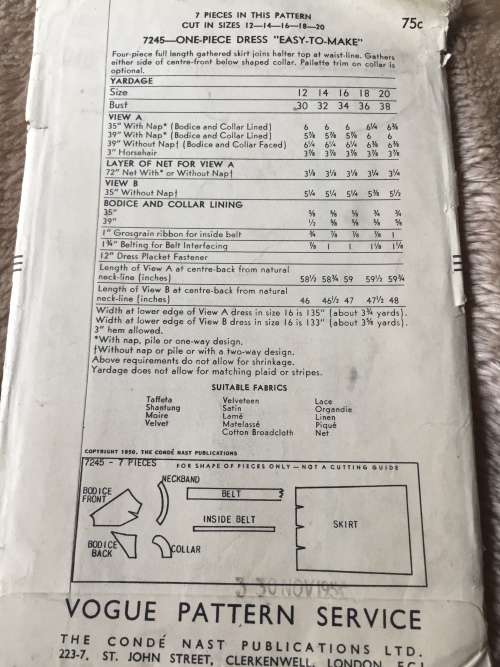 7 PIECES IN THIS PATTERN
CUT IN SIZES 12—14—16—18—20
75c
7245—ONE-PIECE DRESS "EASY-TO-MAKE"
Four-piece full length gathered skirt joins halter top at waist-line. Gathers
either side of centre-front below shaped collar. Paillette trim on collar is
optional.
YARDAGE
Size 12 14 16 18 20
Bust 30 32 34 36 38
VIEW A
35" With Nap* (Bodice and Collar Lined) 6 6 6 6¼ 6⅜
39" With Nap* (Bodice and Collar Lined) 5⅞ 5⅞ 5⅞ 6 6
39" Without Nap† (Bodice and Collar Faced) 6¼ 6¼ 6¼ 6⅜ 6⅜
3" Horsehair 3⅞ 3⅞ 3⅞ 3⅞ 3⅞
LAYER OF NET FOR VIEW A
72" Net With* or Without Nap† 3⅛ 3⅛ 3⅛ 3¼ 3¼
VIEW B
35" Without Nap† 5¼ 5¼ 5¼ 5⅜ 5½
BODICE AND COLLAR LINING
35" ⅝ ⅝ ⅝ ¾ ¾
39" ½ ⅝ ⅝ ⅝ ⅝
1" Grosgrain ribbon for inside belt ¾ ⅞ ⅞ ⅞ 1
1¾" Belting for Belt Interfacing ⅞ 1 1 1⅛ 1⅛
12" Dress Placket Fastener
Length of View A at centre-back from natural
neck-line (inches) 58½ 58¾ 59 59½ 59¾
Length of View B at centre-back from natural
neck-line (inches) 46 46½ 47 47½ 48
Width at lower edge of View A dress in size 16 is 135" (about 3¾ yards).
Width at lower edge of View B dress in size 16 is 133" (about 3⅝ yards).
3" hem allowed.
*With nap, pile or one-way design.
†Without nap or pile or with a two-way design.
Above requirements do not allow for shrinkage.
Yardage does not allow for matching plaid or stripes.
SUITABLE FABRICS
Taffeta Velveteen Lace
Shantung Satin Organdie
Moire Lamé Linen
Velvet Matelassé Piqué
Cotton Broadcloth Net
COPYRIGHT 1950, THE CONDÉ NAST PUBLICATIONS
7245 - 7 PIECES FOR SHAPE OF PIECES ONLY—NOT A CUTTING GUIDE
NECKBAND
BODICE
FRONT
BELT
INSIDE BELT
SKIRT
BODICE
BACK
COLLAR
3 30 NOV
VOGUE PATTERN SERVICE
THE CONDÉ NAST PUBLICATIONS LTD.
223-7, ST. JOHN STREET, CLERKENWELL, LONDON